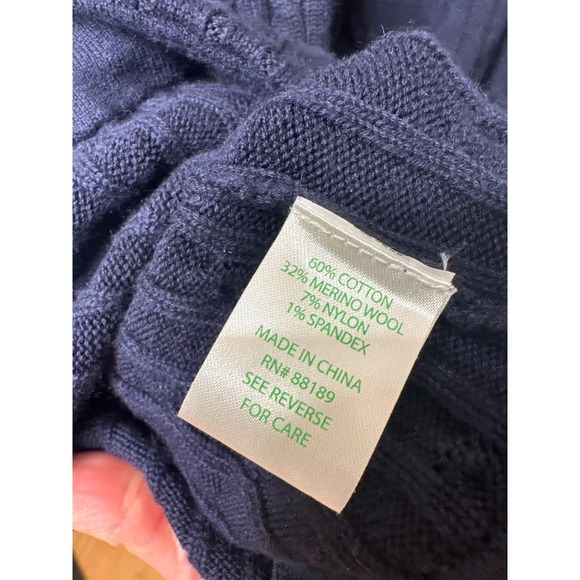 60% COTTON
32% MERINO WOOL
7% NYLON
1% SPANDEX
MADE IN CHINA
RN# 88189
SEE REVERSE
FOR CARE